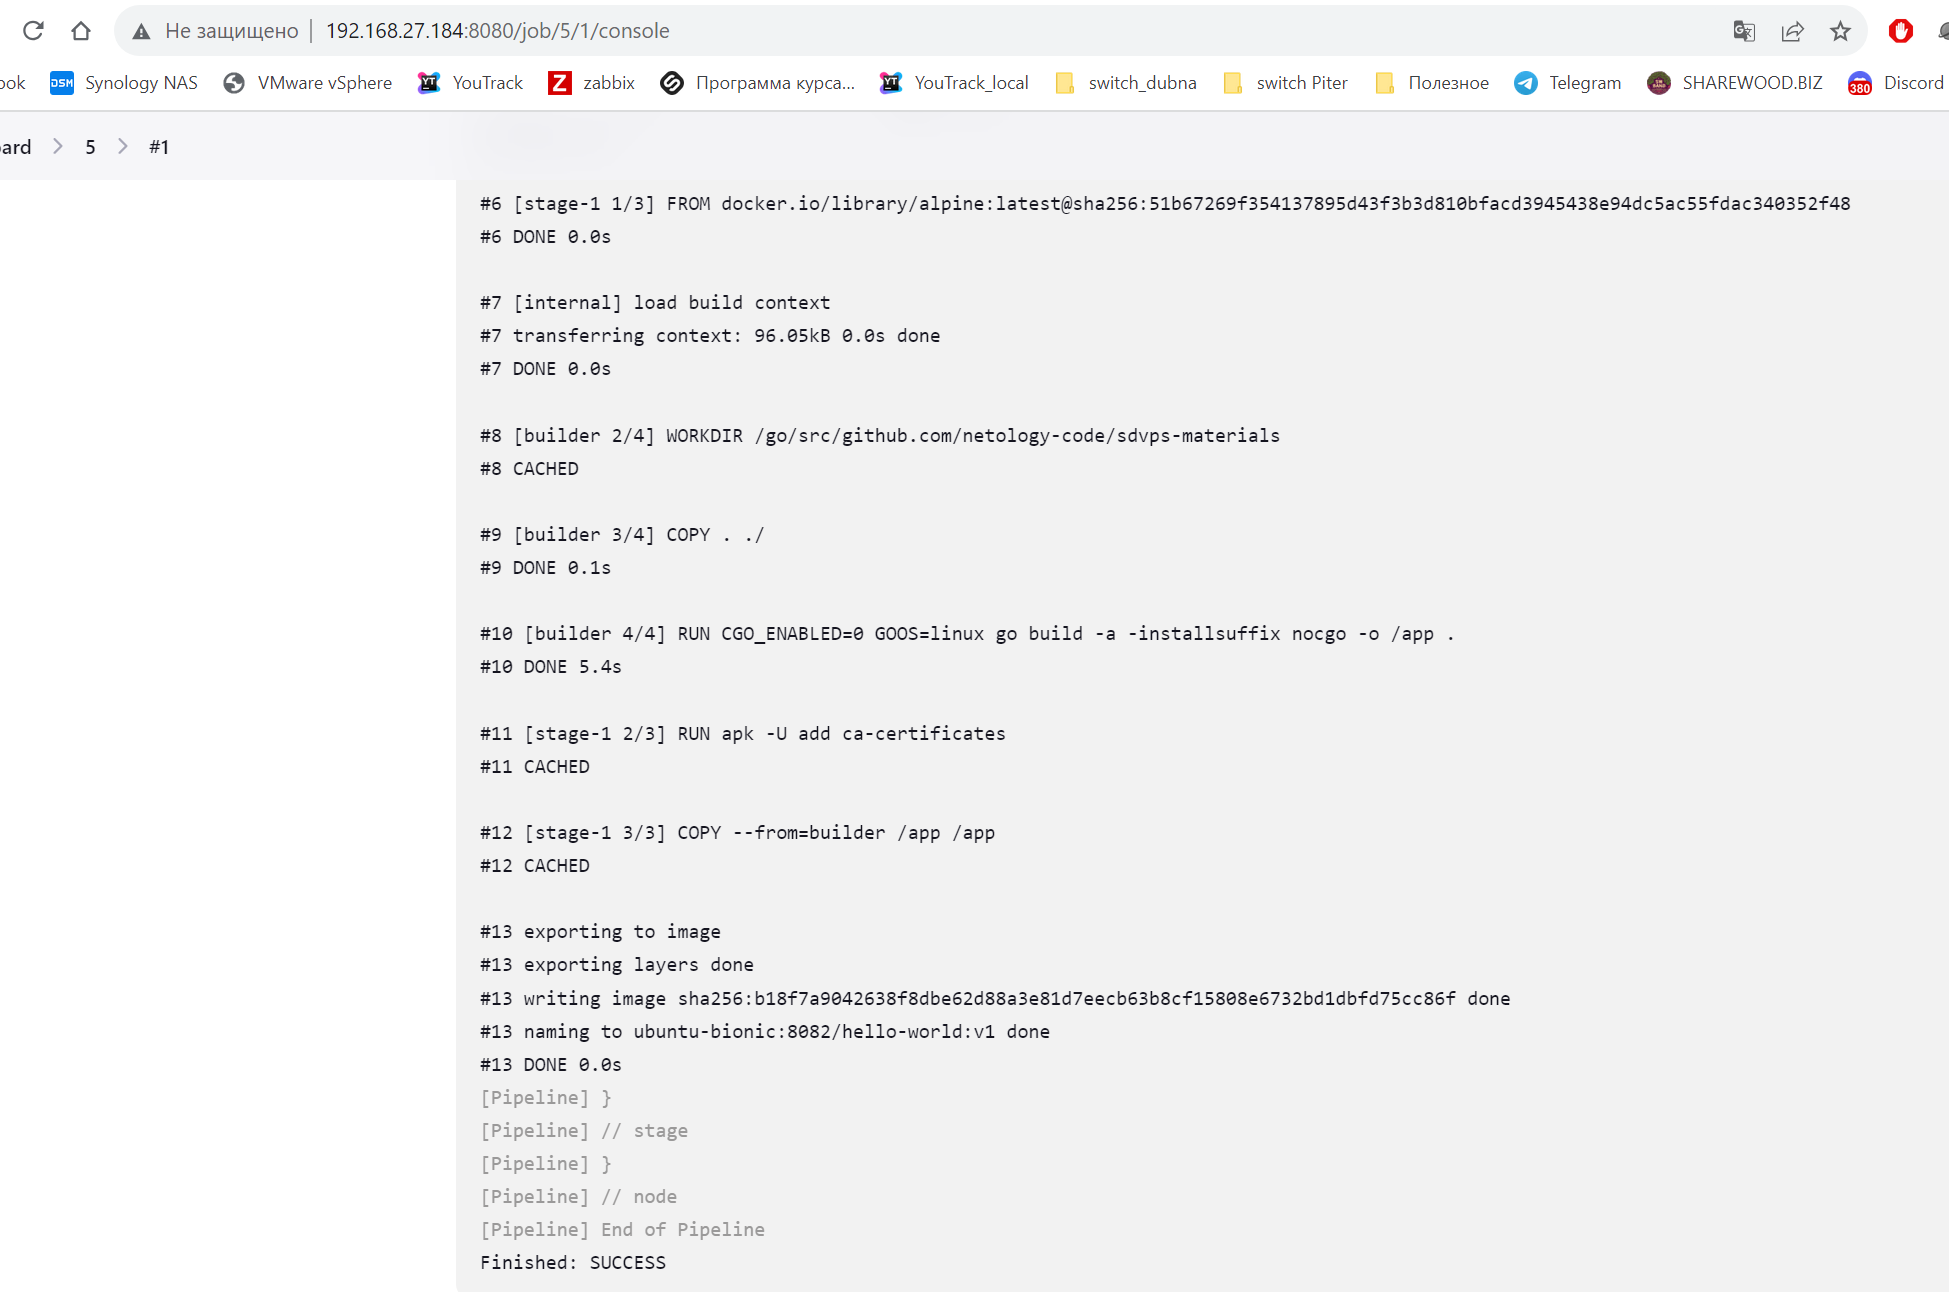 Не защищено 192.168.27.184:8080/job/5/1/console
ook DSM Synology NAS VMware vSphere YT YouTrack Z zabbix Программа курса... YT YouTrack_local switch_dubna switch Piter Полезное Telegram SHAREWOOD.BIZ 380 Discord
ard 5 #1
#6 [stage-1 1/3] FROM docker.io/library/alpine:latest@sha256:51b67269f354137895d43f3b3d810bfacd3945438e94dc5ac55fdac340352f48
#6 DONE 0.0s
#7 [internal] load build context
#7 transferring context: 96.05kB 0.0s done
#7 DONE 0.0s
#8 [builder 2/4] WORKDIR /go/src/github.com/netology-code/sdvps-materials
#8 CACHED
#9 [builder 3/4] COPY . ./
#9 DONE 0.1s
#10 [builder 4/4] RUN CGO_ENABLED=0 GOOS=linux go build -a -installsuffix nocgo -o /app .
#10 DONE 5.4s
#11 [stage-1 2/3] RUN apk -U add ca-certificates
#11 CACHED
#12 [stage-1 3/3] COPY --from=builder /app /app
#12 CACHED
#13 exporting to image
#13 exporting layers done
#13 writing image sha256:b18f7a9042638f8dbe62d88a3e81d7eecb63b8cf15808e6732bd1dbfd75cc86f done
#13 naming to ubuntu-bionic:8082/hello-world:v1 done
#13 DONE 0.0s
[Pipeline] }
[Pipeline] // stage
[Pipeline] }
[Pipeline] // node
[Pipeline] End of Pipeline
Finished: SUCCESS